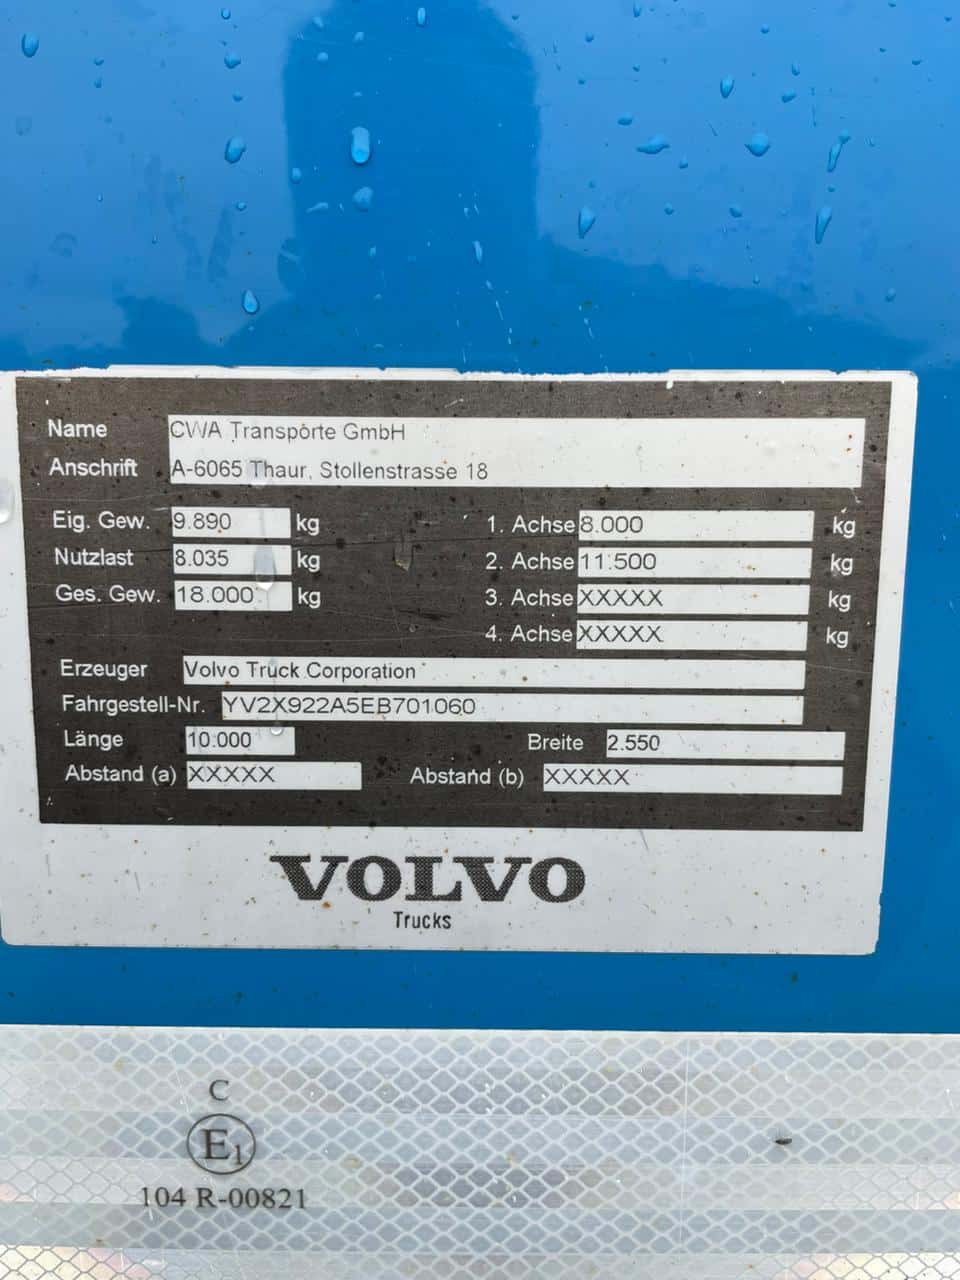 Name CWA Transporte GmbH
Anschrift A-6065 Thaur, Stollenstrasse 18
Eig. Gew. 9.890 kg 1. Achse 8.000 kg
Nutzlast 8.035 kg 2. Achse 11.500 kg
Ges. Gew. 18.000 kg 3. Achse XXXXX kg
4. Achse XXXXX kg
Erzeuger Volvo Truck Corporation
Fahrgestell-Nr. YV2X922A5EB701060
Länge 10.000 Breite 2.550
Abstand (a) XXXXX Abstand (b) XXXXX
VOLVO
Trucks
C
E1
104 R-00821